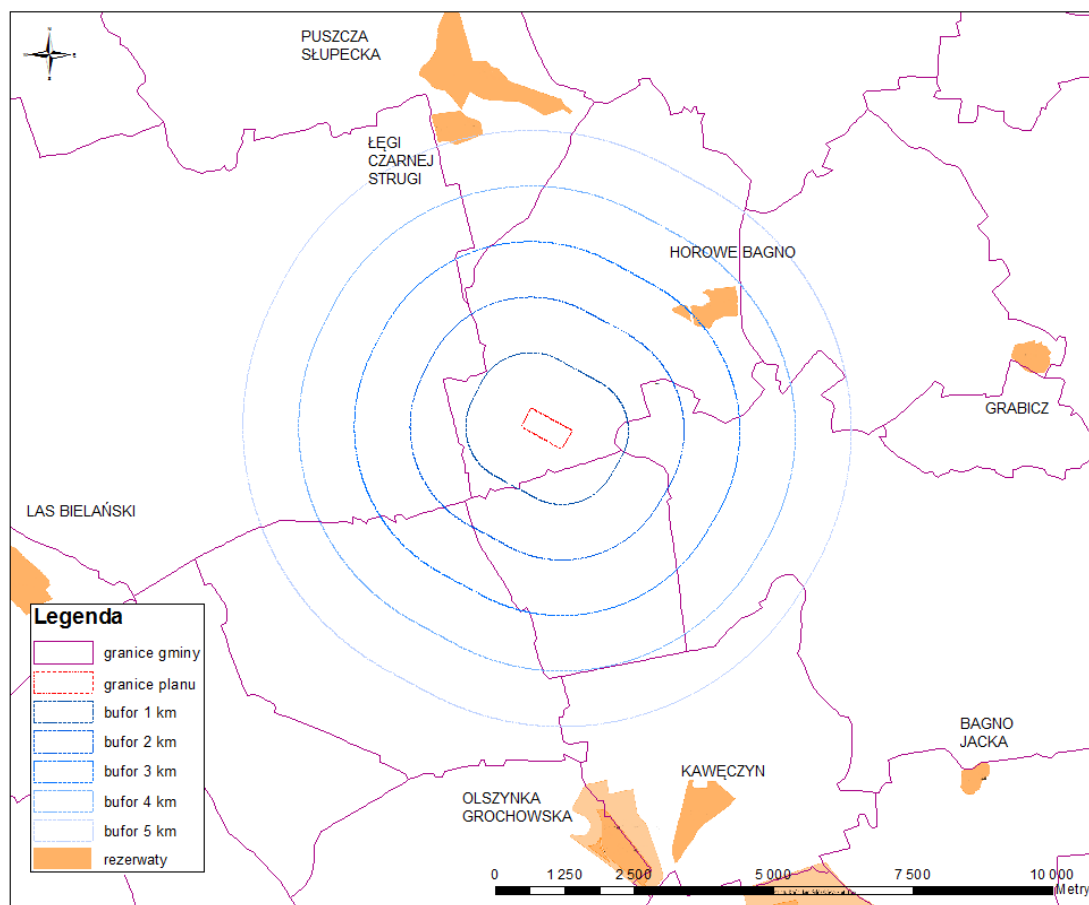 PUSZCZA
SŁUPECKA
ŁĘGI
CZARNEJ
STRUGI
HOROWE BAGNO
GRABICZ
LAS BIELAŃSKI
Legenda
granice gminy
granice planu
bufor 1 km
bufor 2 km
bufor 3 km
bufor 4 km
bufor 5 km
rezerwaty
BAGNO
JACKA
KAWĘCZYN
OLSZYNKA
GROCHOWSKA
0 1 250 2 500 5 000 7 500 10 000
Metry